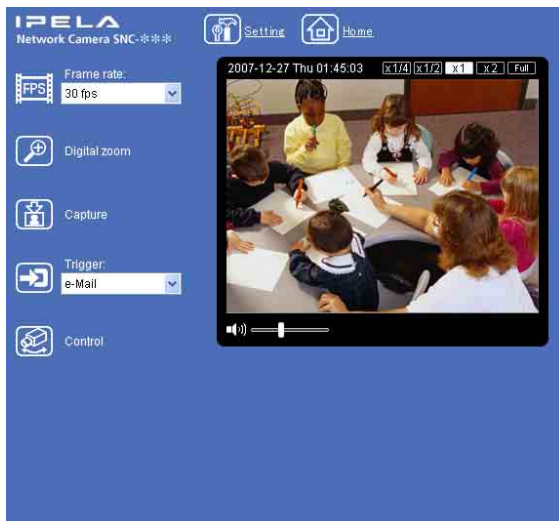 IPELA
Network Camera SNC-***
Setting
Home
FPS
Frame rate:
30 fps
Digital zoom
Capture
Trigger:
e-Mail
Control
2007-12-27 Thu 01:45:03
x1/4
x1/2
x1
x2
Full